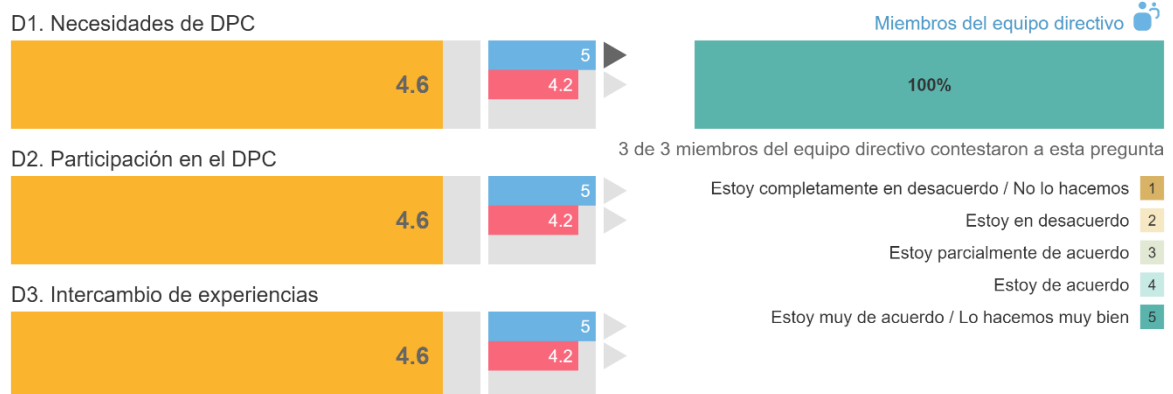 D1. Necesidades de DPC
4.6
5
4.2
D2. Participación en el DPC
4.6
5
4.2
D3. Intercambio de experiencias
4.6
5
4.2
Miembros del equipo directivo
100%
3 de 3 miembros del equipo directivo contestaron a esta pregunta
Estoy completamente en desacuerdo / No lo hacemos 1
Estoy en desacuerdo 2
Estoy parcialmente de acuerdo 3
Estoy de acuerdo 4
Estoy muy de acuerdo / Lo hacemos muy bien 5